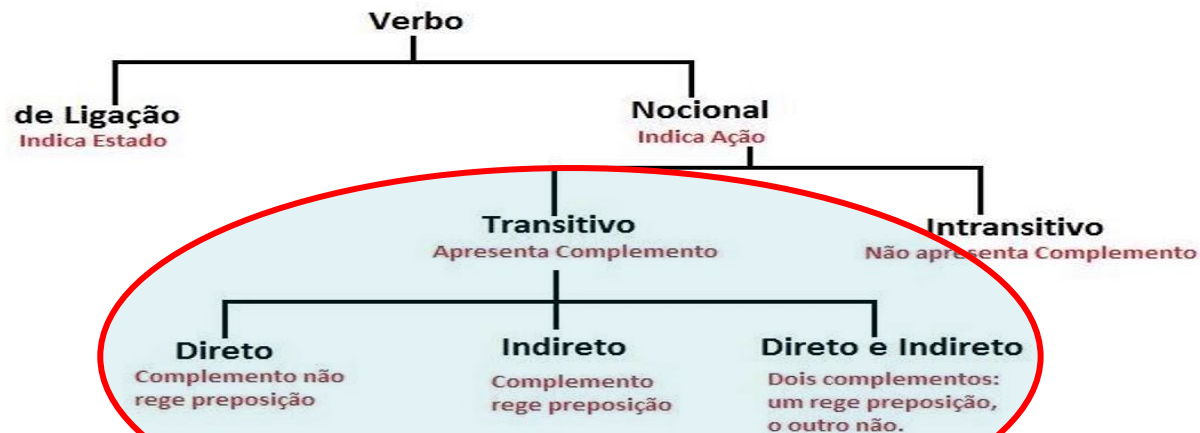 Verbo
de Ligação
Indica Estado
Nocional
Indica Ação
Transitivo
Apresenta Complemento
Intransitivo
Não apresenta Complemento
Direto
Complemento não
rege preposição
Indireto
Complemento
rege preposição
Direto e Indireto
Dois complementos:
um rege preposição,
o outro não.